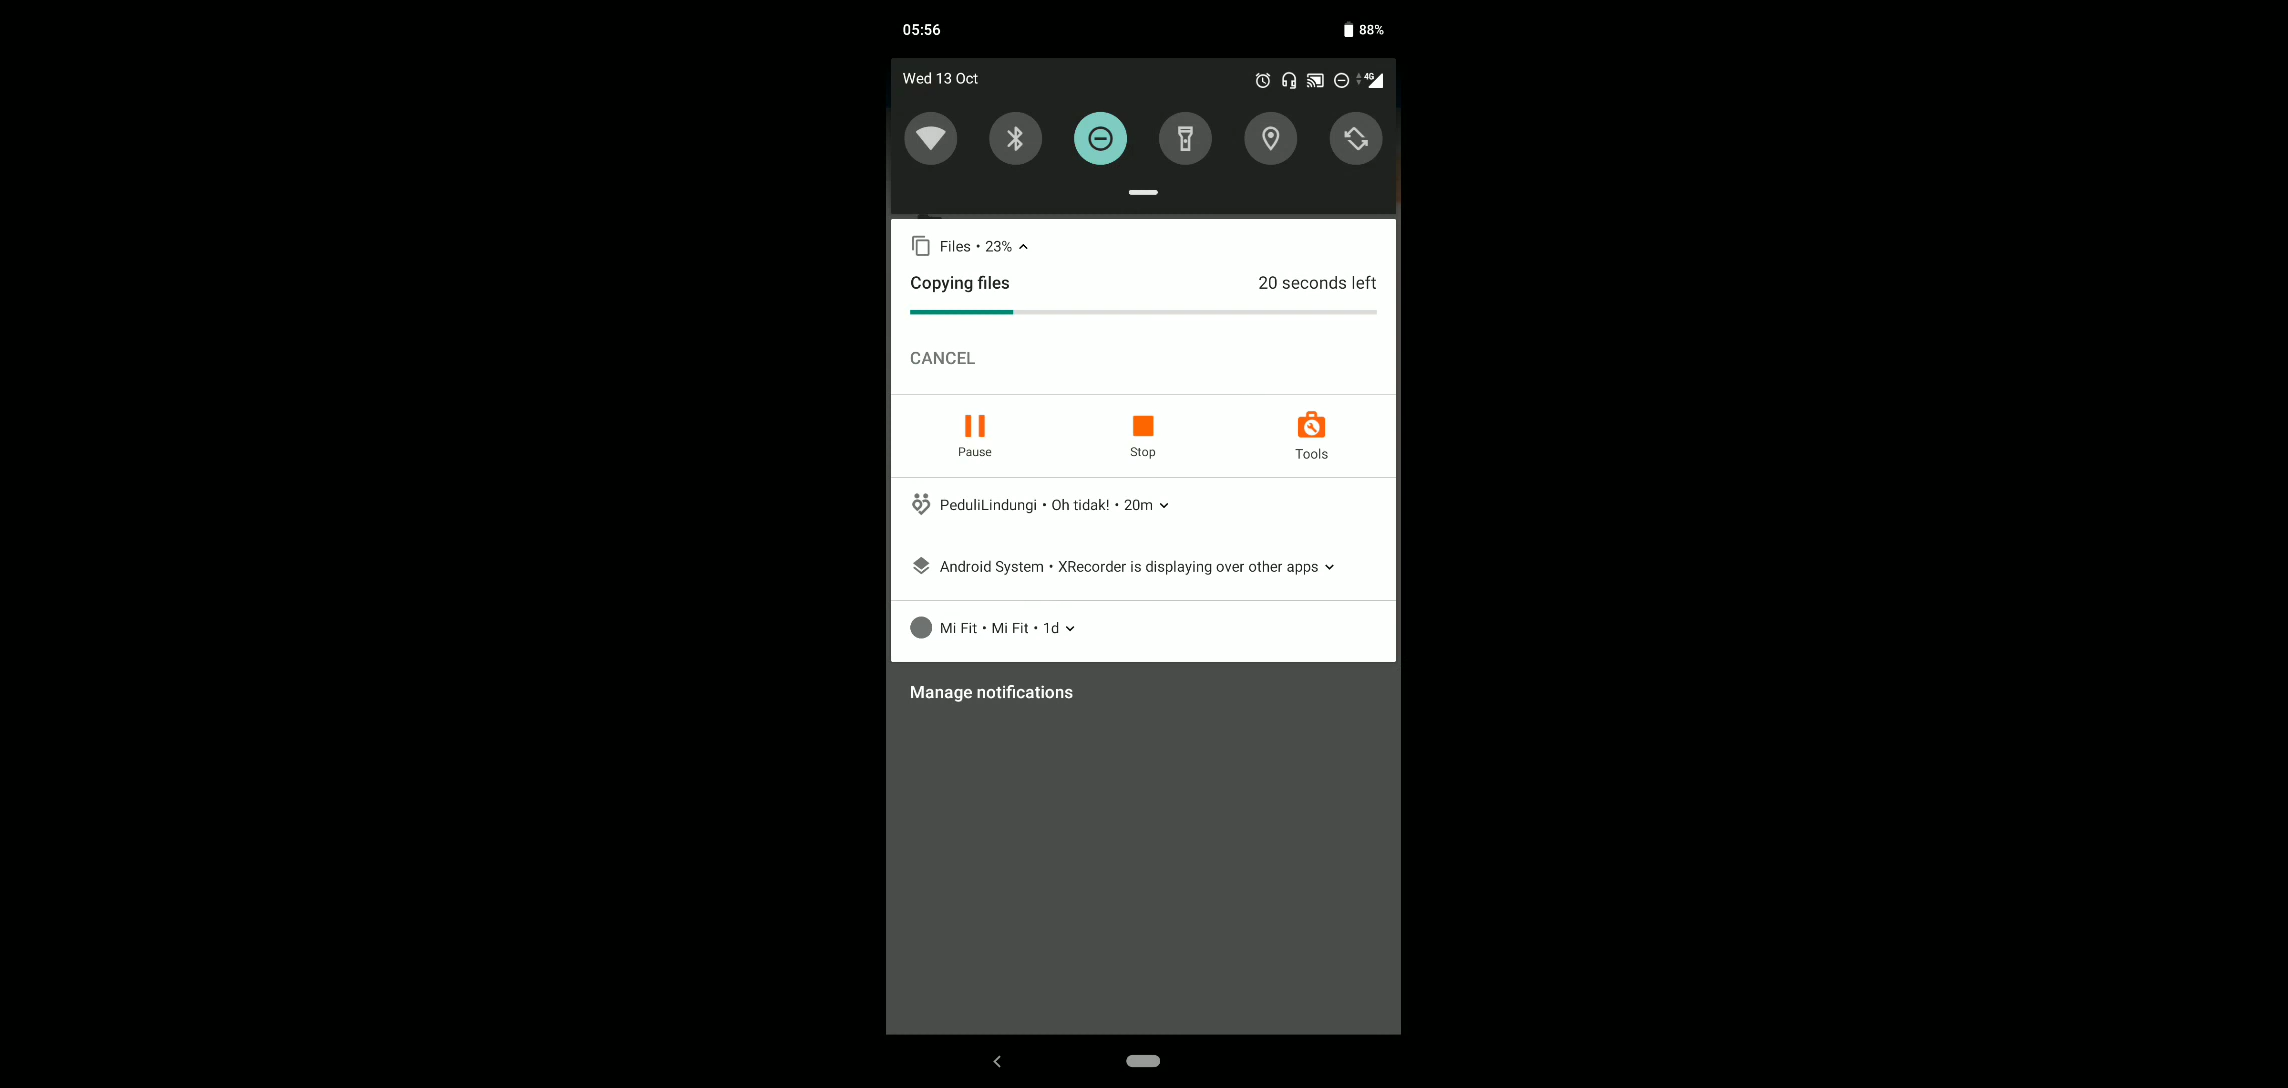 05:56 88%
Wed 13 Oct 4G
Files • 23%
Copying files 20 seconds left
CANCEL
Pause Stop Tools
PeduliLindungi • Oh tidak! • 20m
Android System • XRecorder is displaying over other apps
Mi Fit • Mi Fit • 1d
Manage notifications